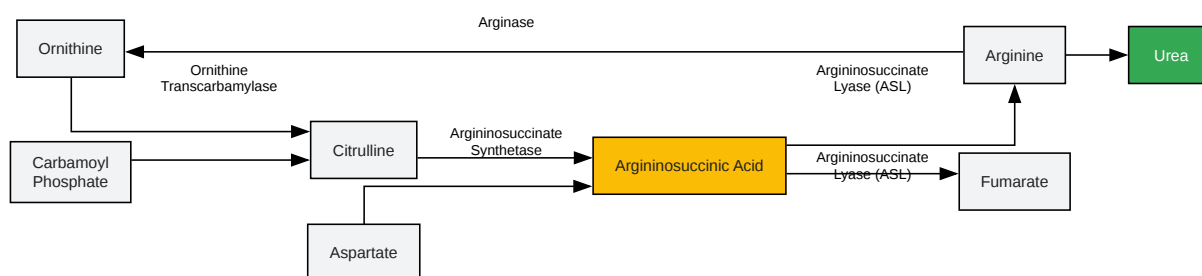 Arginase
Ornithine
Arginine
Urea
Ornithine
Transcarbamylase
Argininosuccinate
Lyase (ASL)
Carbamoyl
Phosphate
Citrulline
Argininosuccinate
Synthetase
Argininosuccinic Acid
Argininosuccinate
Lyase (ASL)
Fumarate
Aspartate